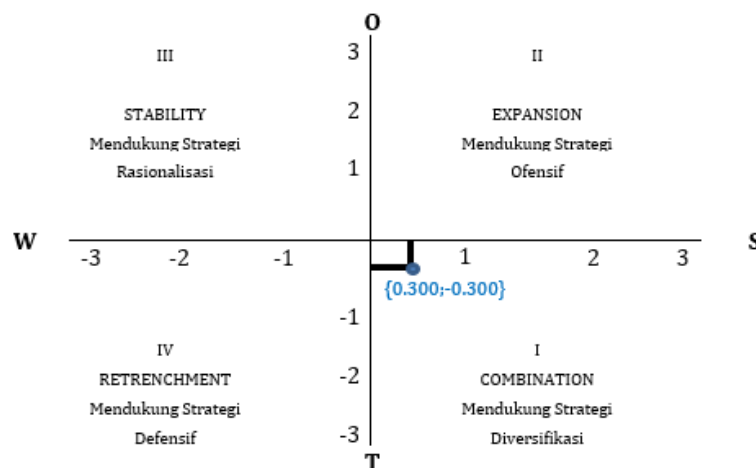 O
III
STABILITY
Mendukung Strategi
Rasionalisasi
II
EXPANSION
Mendukung Strategi
Ofensif
3
2
1
W
-3
-2
-1
1
2
3
S
{0.300;-0.300}
-1
-2
-3
IV
RETRENCHMENT
Mendukung Strategi
Defensif
I
COMBINATION
Mendukung Strategi
Diversifikasi
T